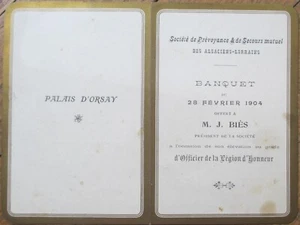 PALAIS D'ORSAY
Société de Prévoyance & de Secours mutuel
DES ALSACIENS-LORRAINS
BANQUET
DU
28 FÉVRIER 1904
OFFERT À
M. J. BIÈS
PRÉSIDENT DE LA SOCIÉTÉ
à l'occasion de son élévation au grade
d'Officier de la Légion d'Honneur